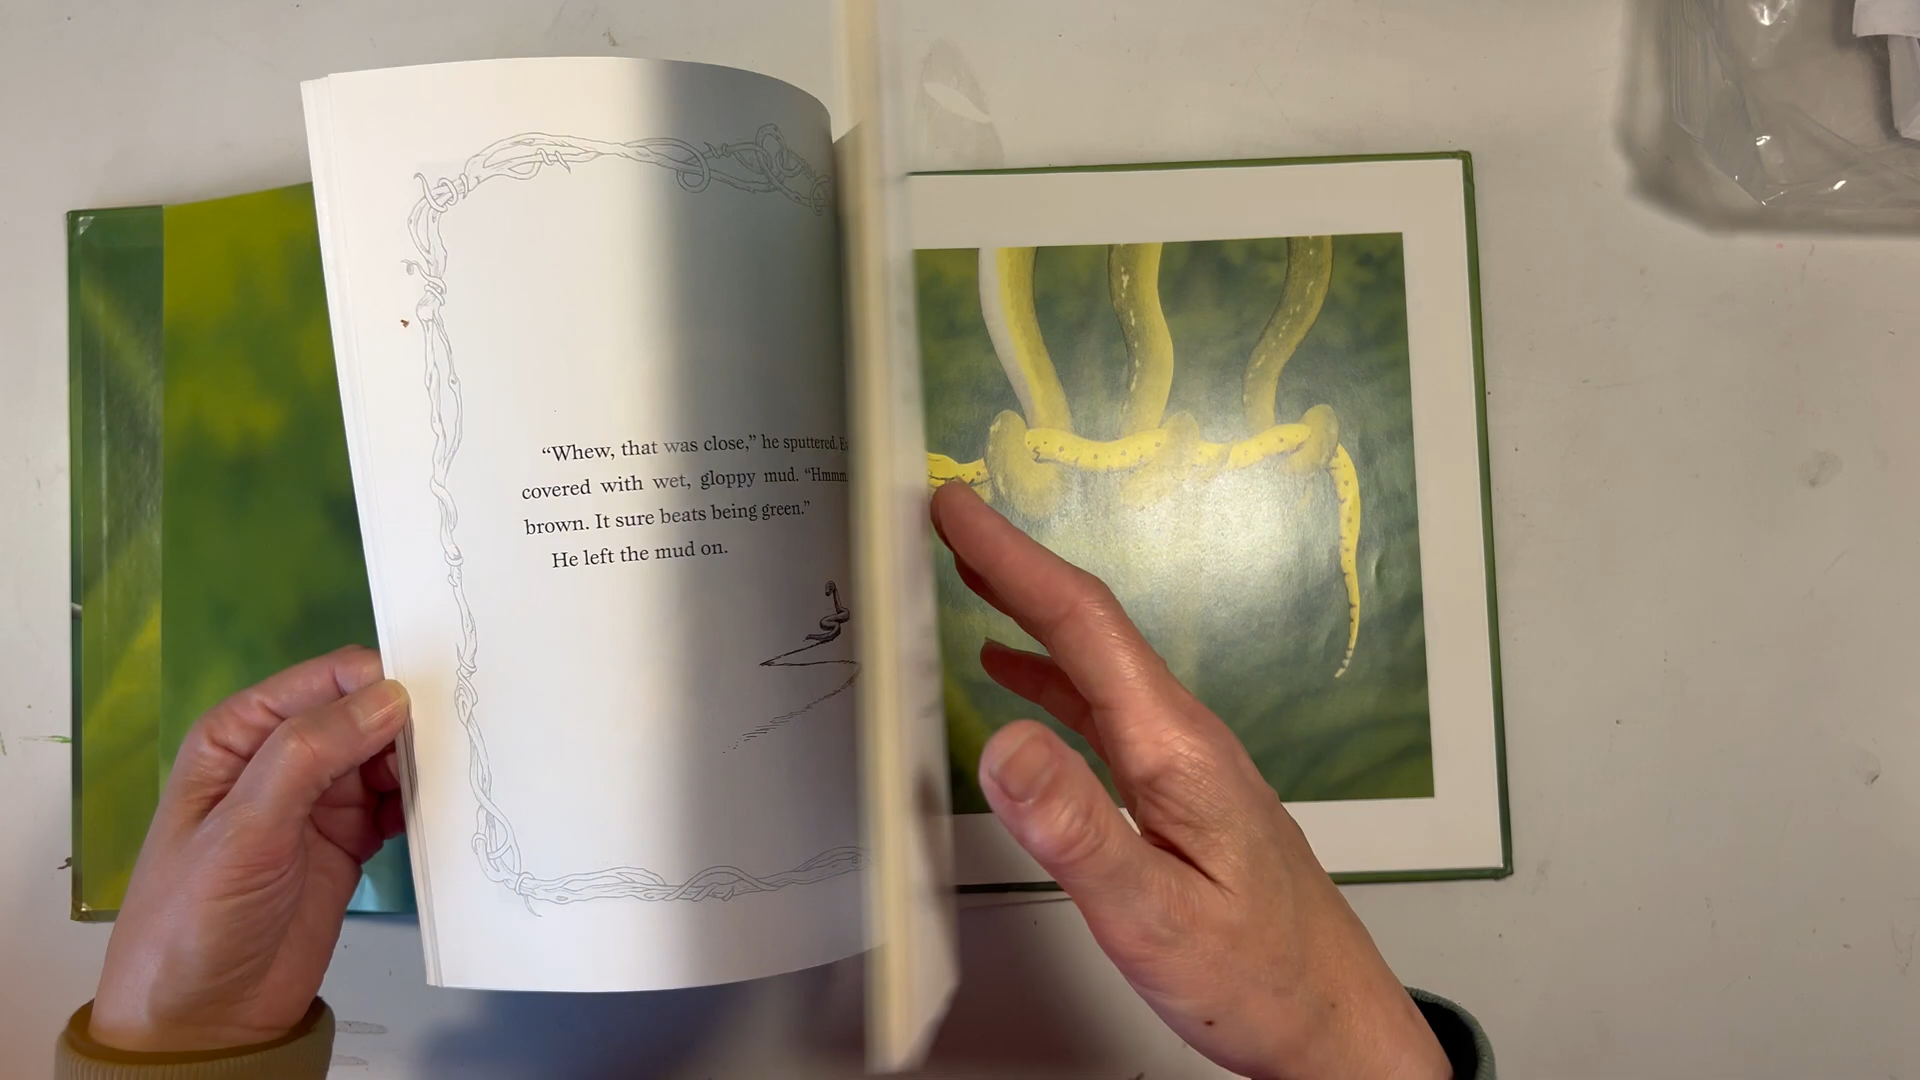 “Whew, that was close,” he sputtered.
covered with wet, gloppy mud. “Hmmm
brown. It sure beats being green.”
He left the mud on.